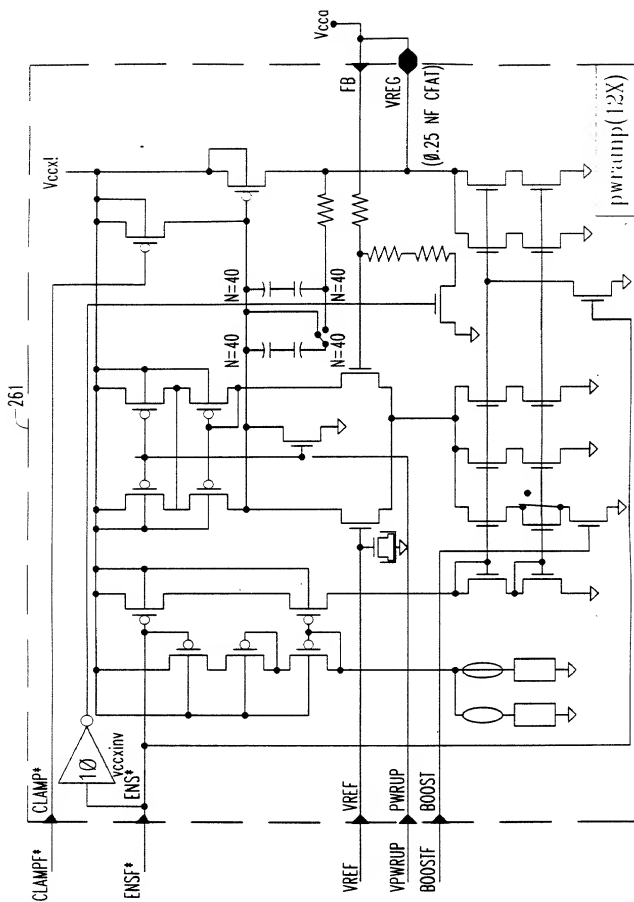 261
Vccx!
Vcca
FB
VREG
(0.25 NF CFAT)
pwramp(12X)
N=40
N=40
N=40
N=40
10
vccxinv
CLAMPF*
CLAMP*
ENSF*
ENS*
VREF
VREF
VPWRUP
PWRUP
BOOSTF
BOOST